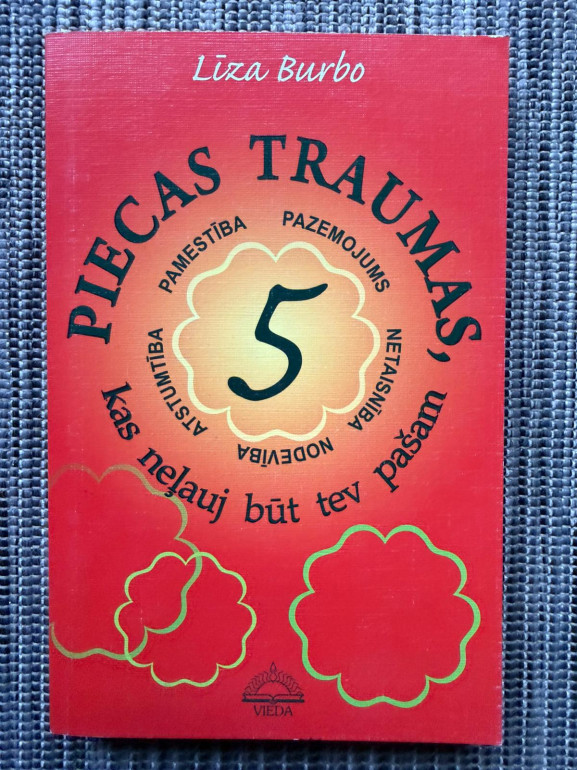 Līza Burbo
PIECAS TRAUMAS,
PAMESTĪBA
PAZEMOJUMS
NETAISNĪBA
NODEVĪBA
ATSTUMTĪBA
5
kas neļauj būt tev pašam
VIEDA